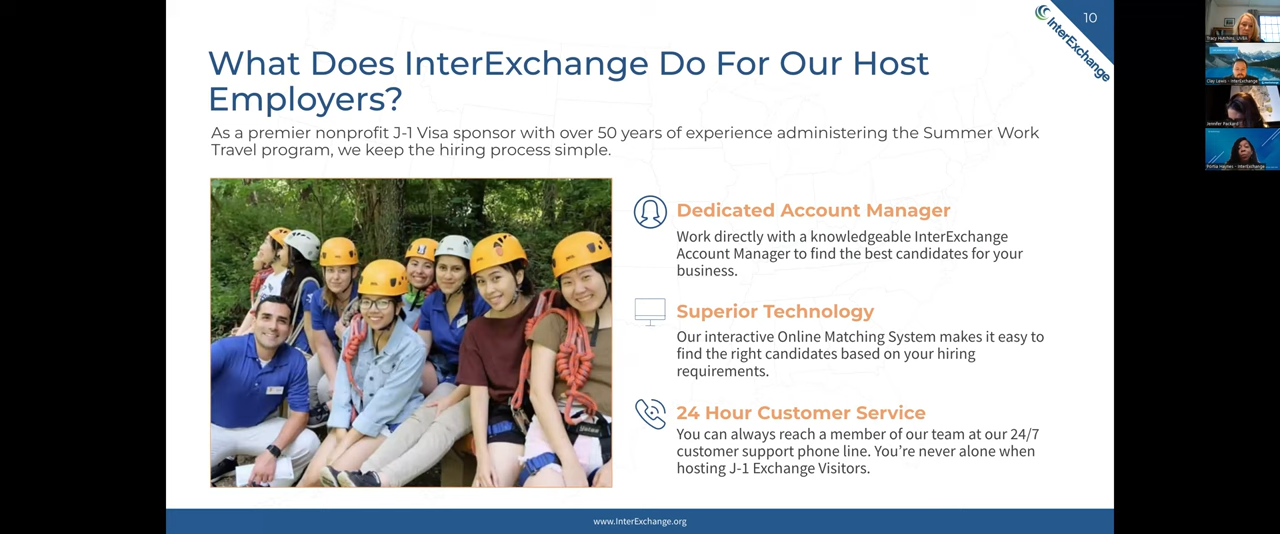 10
InterExchange
What Does InterExchange Do For Our Host
Employers?
As a premier nonprofit J-1 Visa sponsor with over 50 years of experience administering the Summer Work
Travel program, we keep the hiring process simple.
Dedicated Account Manager
Work directly with a knowledgeable InterExchange
Account Manager to find the best candidates for your
business.
Superior Technology
Our interactive Online Matching System makes it easy to
find the right candidates based on your hiring
requirements.
24 Hour Customer Service
You can always reach a member of our team at our 24/7
customer support phone line. You’re never alone when
hosting J-1 Exchange Visitors.
www.InterExchange.org
Clay Lewis - InterExchange
Jennifer Packard